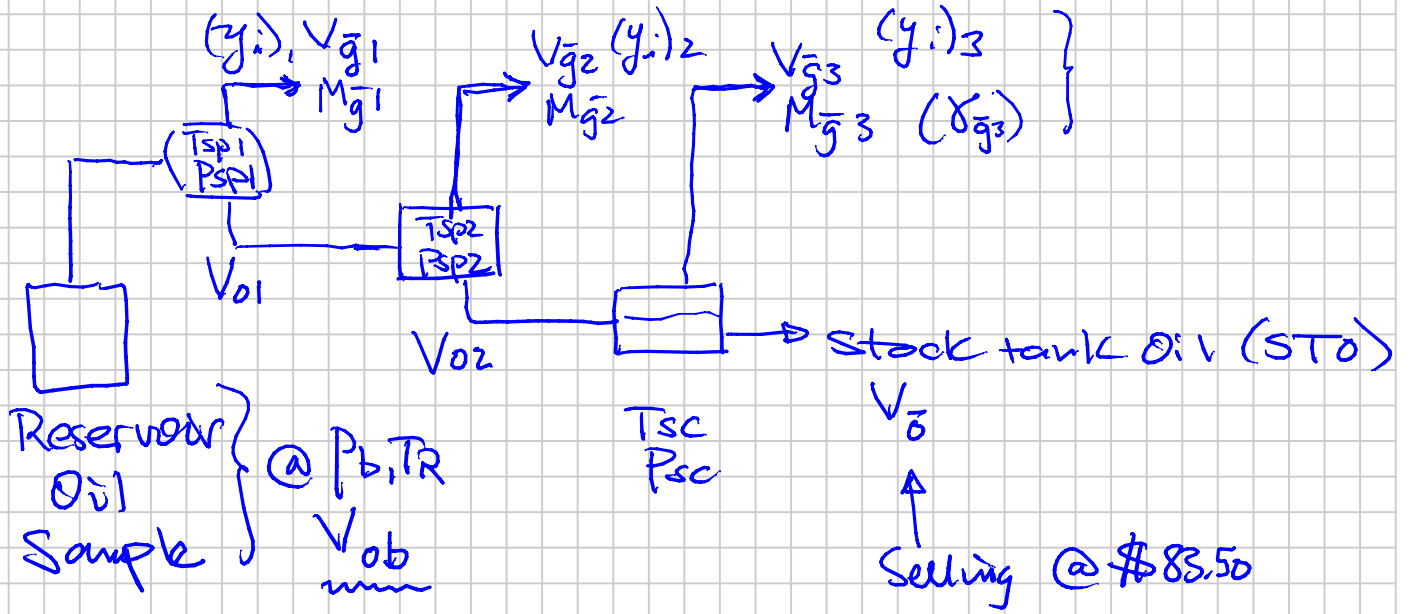 (yi)₁ Vḡ1
Mḡ1
Vḡ2 (yi)2
Mḡ2
Vḡ3 (yi)3
Mḡ3 (γḡ3)
Tsp1
Psp1
Vo1
Tsp2
Psp2
Vo2
Stock tank Oil (STO)
Vō
Tsc
Psc
Reservoir
Oil
Sample
@ Pb,TR
Vob
Selling @ $83.50